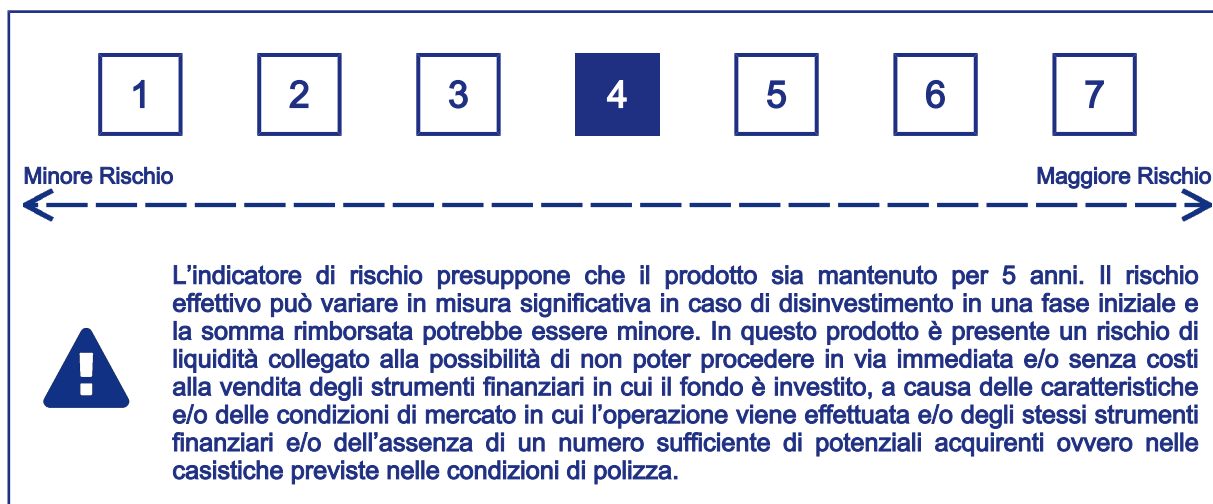 1 2 3 4 5 6 7
Minore Rischio Maggiore Rischio
L'indicatore di rischio presuppone che il prodotto sia mantenuto per 5 anni. Il rischio
effettivo può variare in misura significativa in caso di disinvestimento in una fase iniziale e
la somma rimborsata potrebbe essere minore. In questo prodotto è presente un rischio di
liquidità collegato alla possibilità di non poter procedere in via immediata e/o senza costi
alla vendita degli strumenti finanziari in cui il fondo è investito, a causa delle caratteristiche
e/o delle condizioni di mercato in cui l'operazione viene effettuata e/o degli stessi strumenti
finanziari e/o dell'assenza di un numero sufficiente di potenziali acquirenti ovvero nelle
casistiche previste nelle condizioni di polizza.